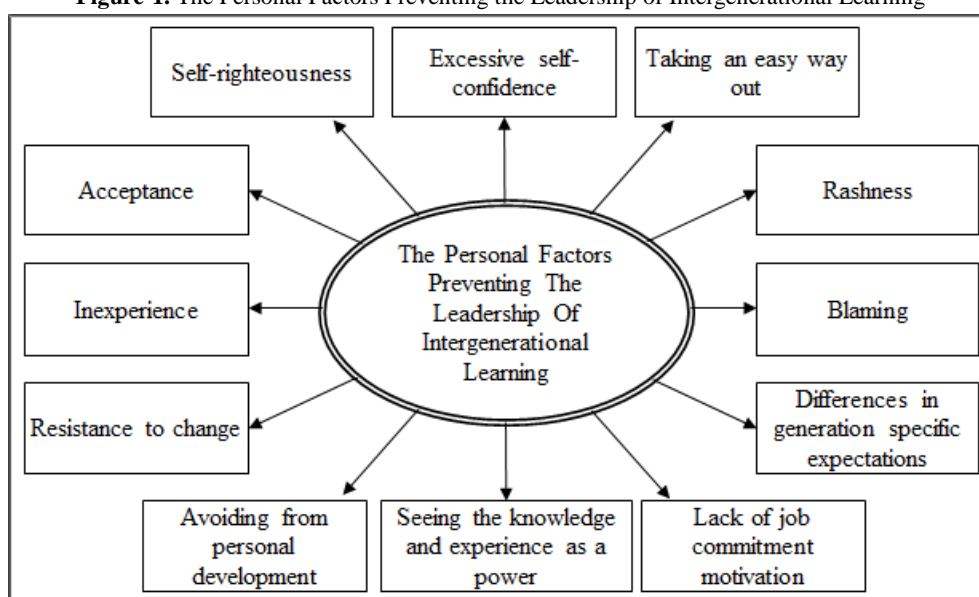 Figure 1. The Personal Factors Preventing the Leadership of Intergenerational Learning
Self-righteousness
Excessive self-
confidence
Taking an easy way
out
Acceptance
Rashness
The Personal Factors
Preventing The
Leadership Of
Intergenerational
Learning
Inexperience
Blaming
Resistance to change
Differences in
generation specific
expectations
Avoiding from
personal
development
Seeing the knowledge
and experience as a
power
Lack of job
commitment
motivation